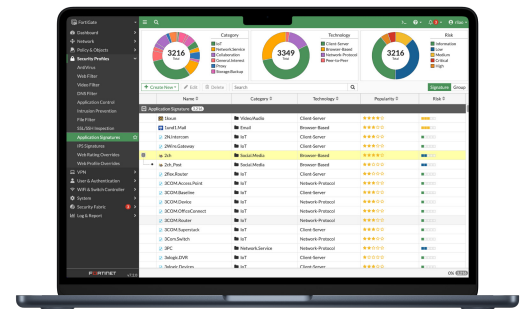 FortiGate
Dashboard
Network
Policy & Objects
Security Profiles
AntiVirus
Web Filter
Video Filter
DNS Filter
Application Control
Intrusion Prevention
File Filter
SSL/SSH Inspection
Application Signatures
IPS Signatures
Web Rating Overrides
Web Profile Overrides
VPN
User & Authentication
WiFi & Switch Controller
System
Security Fabric
Log & Report
FORTINET
Category
3216
Total
IoT
Network.Service
Collaboration
General.Interest
Proxy
Storage.Backup
Technology
3349
Total
Client-Server
Browser-Based
Network-Protocol
Peer-to-Peer
Risk
3216
Total
Information
Low
Medium
Critical
High
+ Create New Edit Delete Search Signature Group
Name Category Technology Popularity Risk
Application Signature
Video/Audio Client-Server
1und1.Mail Email Browser-Based
2N.Intercom IoT Client-Server
2Wire.Gateway IoT Client-Server
2ch Social.Media Browser-Based
2ch_Post Social.Media Browser-Based
2flex.Router IoT Client-Server
3COM.Access.Point IoT Network-Protocol
3COM.Baseline IoT Network-Protocol
3COM.Device IoT Network-Protocol
3COM.OfficeConnect IoT Network-Protocol
3COM.Router IoT Client-Server
3COM.Superstack IoT Client-Server
3Com.Switch IoT Network-Protocol
3PC Network.Service Network-Protocol
3xlogic.DVR IoT Client-Server
3xlogic.Devices IoT Client-Server
0%